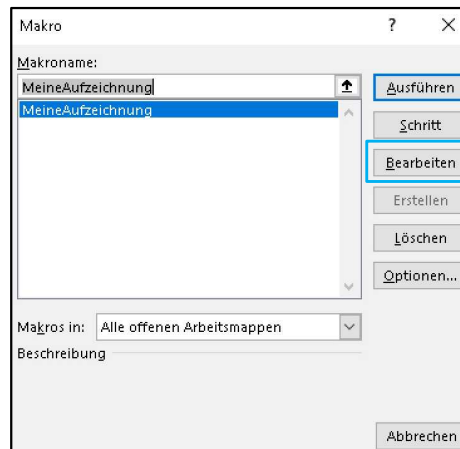 Makro ? ×
Makroname:
MeineAufzeichnung
MeineAufzeichnung
Ausführen
Schritt
Bearbeiten
Erstellen
Löschen
Optionen...
Makros in: Alle offenen Arbeitsmappen
Beschreibung
Abbrechen